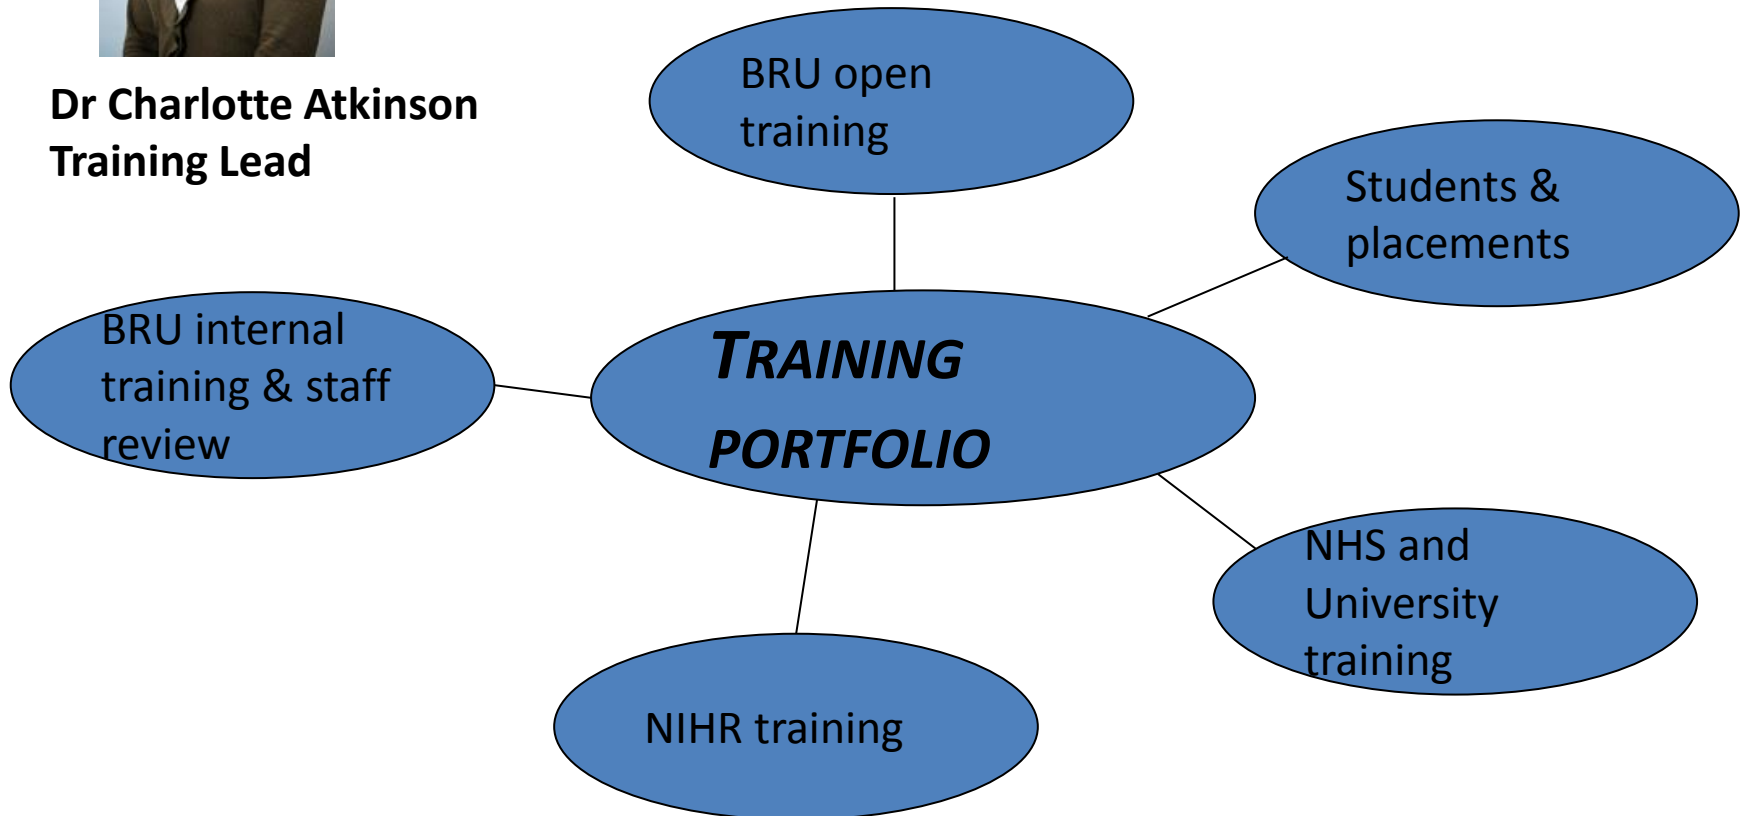 Dr Charlotte Atkinson
Training Lead
BRU open
training
Students &
placements
BRU internal
training & staff
review
TRAINING
PORTFOLIO
NHS and
University
training
NIHR training